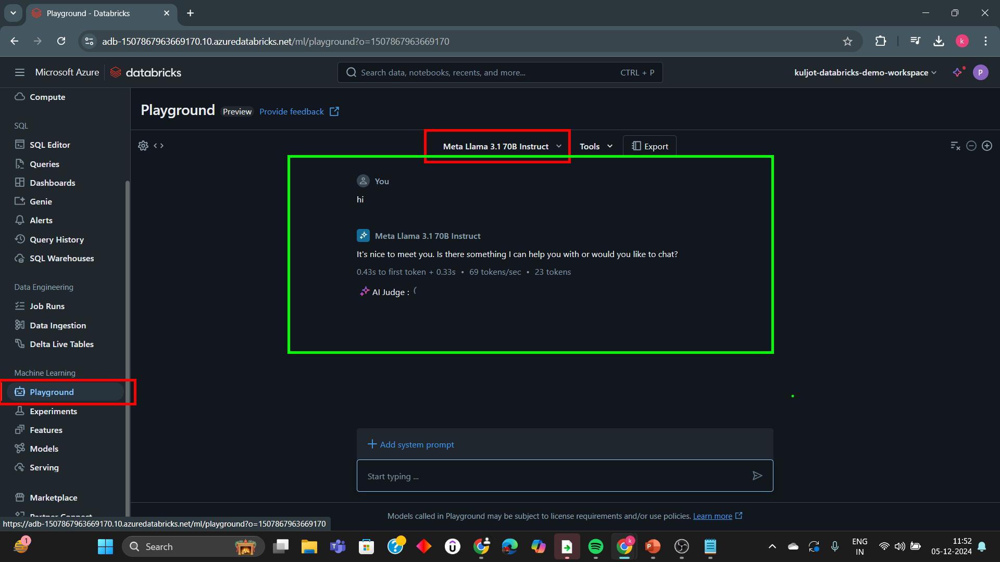 Playground - Databricks
adb-1507867963669170.10.azuredatabricks.net/ml/playground?o=1507867963669170
k
Microsoft Azure databricks
Search data, notebooks, recents, and more... CTRL + P
kuljot-databricks-demo-workspace P
Compute
SQL
SQL Editor
Queries
Dashboards
Genie
Alerts
Query History
SQL Warehouses
Data Engineering
Job Runs
Data Ingestion
Delta Live Tables
Machine Learning
Playground
Experiments
Features
Models
Serving
Marketplace
Partner Connect
https://adb-1507867963669170.10.azuredatabricks.net/ml/playground?o=1507867963669170
Playground Preview Provide feedback
Meta Llama 3.1 70B Instruct Tools Export
You
hi
Meta Llama 3.1 70B Instruct
It's nice to meet you. Is there something I can help you with or would you like to chat?
0.43s to first token + 0.33s • 69 tokens/sec • 23 tokens
AI Judge :
+ Add system prompt
Start typing ...
Models called in Playground may be subject to license requirements and/or use policies. Learn more
1
Search
k
ENG
IN
11:52
05-12-2024